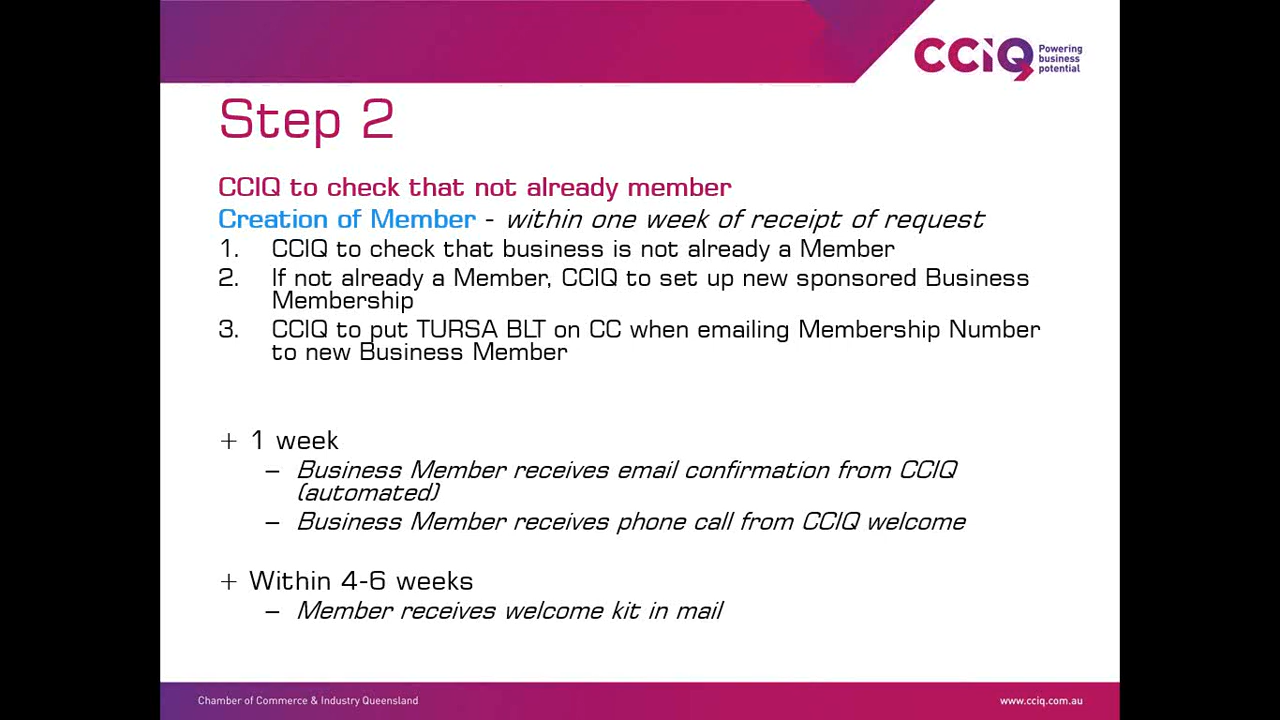 CCIQ
Powering
business
potential
Step 2
CCIQ to check that not already member
Creation of Member - within one week of receipt of request
1. CCIQ to check that business is not already a Member
2. If not already a Member, CCIQ to set up new sponsored Business
Membership
3. CCIQ to put TURSA BLT on CC when emailing Membership Number
to new Business Member
+ 1 week
– Business Member receives email confirmation from CCIQ
(automated)
– Business Member receives phone call from CCIQ welcome
+ Within 4-6 weeks
– Member receives welcome kit in mail
Chamber of Commerce & Industry Queensland
www.cciq.com.au